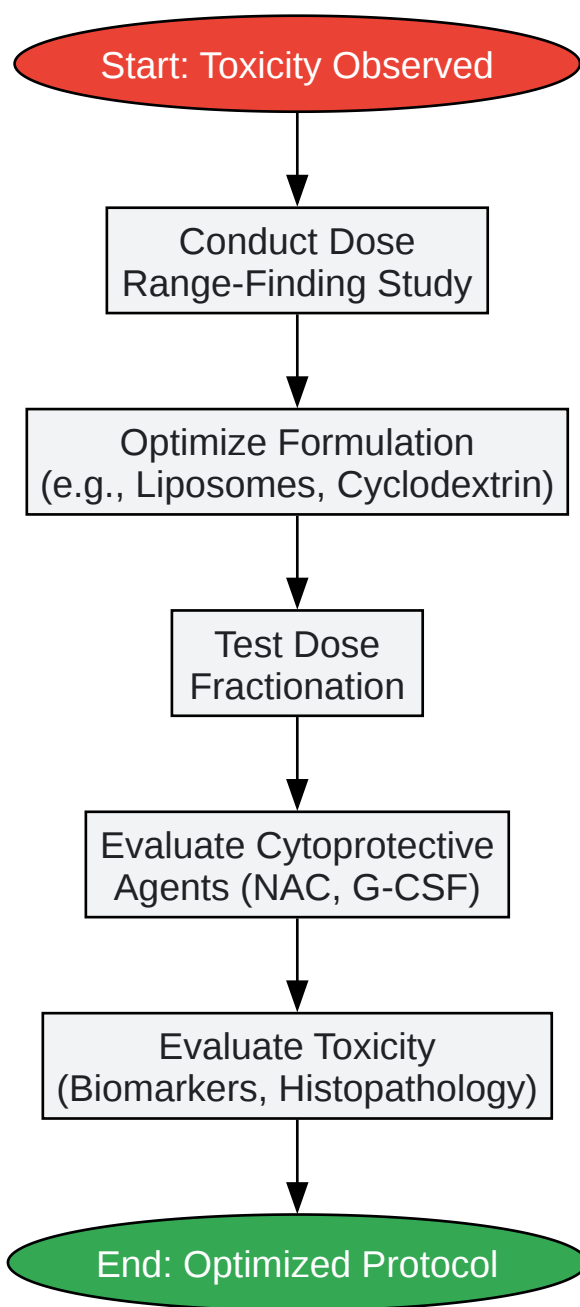 Start: Toxicity Observed
Conduct Dose
Range-Finding Study
Optimize Formulation
(e.g., Liposomes, Cyclodextrin)
Test Dose
Fractionation
Evaluate Cytoprotective
Agents (NAC, G-CSF)
Evaluate Toxicity
(Biomarkers, Histopathology)
End: Optimized Protocol